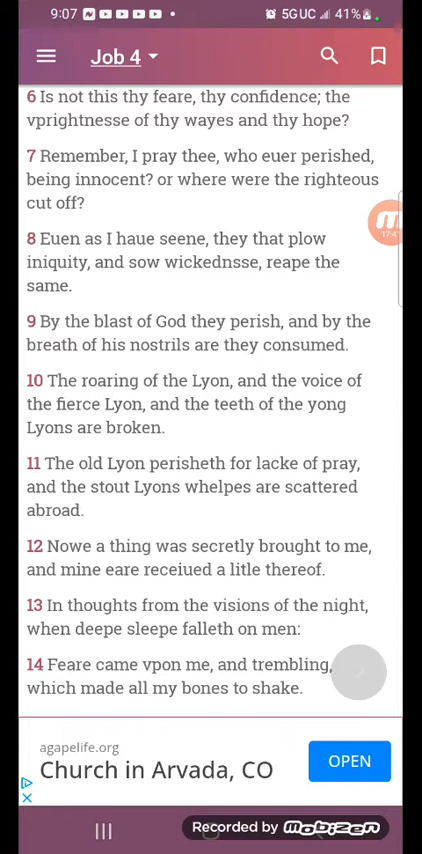 9:07 5GUC 41%
Job 4
6 Is not this thy feare, thy confidence; the
vprightnesse of thy wayes and thy hope?
7 Remember, I pray thee, who euer perished,
being innocent? or where were the righteous
cut off?
8 Euen as I haue seene, they that plow
iniquity, and sow wickednsse, reape the
same.
9 By the blast of God they perish, and by the
breath of his nostrils are they consumed.
10 The roaring of the Lyon, and the voice of
the fierce Lyon, and the teeth of the yong
Lyons are broken.
11 The old Lyon perisheth for lacke of pray,
and the stout Lyons whelpes are scattered
abroad.
12 Nowe a thing was secretly brought to me,
and mine eare receiued a litle thereof.
13 In thoughts from the visions of the night,
when deepe sleepe falleth on men:
14 Feare came vpon me, and trembling,
which made all my bones to shake.
agapelife.org
Church in Arvada, CO
OPEN
Recorded by mobizen